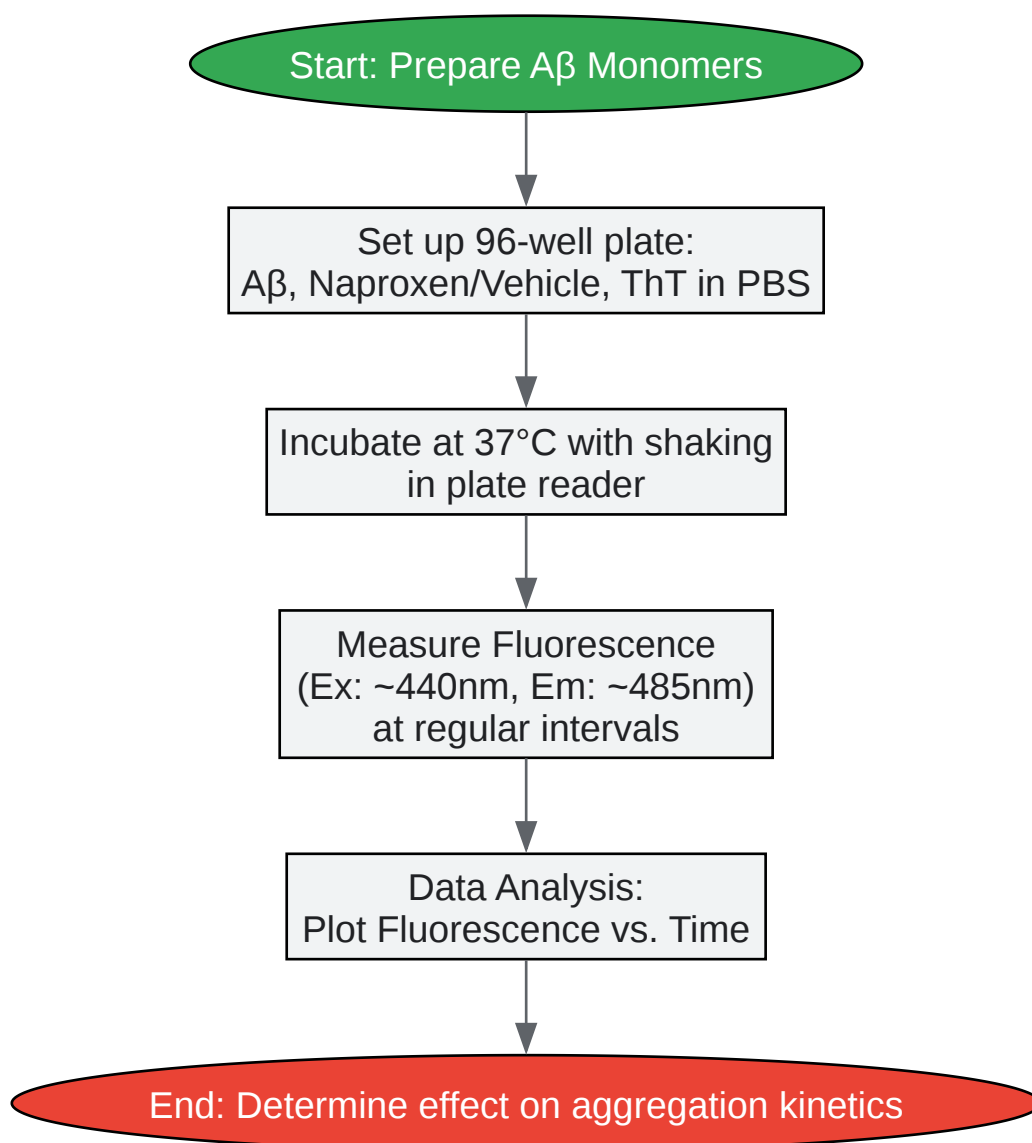 Start: Prepare Aβ Monomers
Set up 96-well plate:
Aβ, Naproxen/Vehicle, ThT in PBS
Incubate at 37°C with shaking
in plate reader
Measure Fluorescence
(Ex: ~440nm, Em: ~485nm)
at regular intervals
Data Analysis:
Plot Fluorescence vs. Time
End: Determine effect on aggregation kinetics